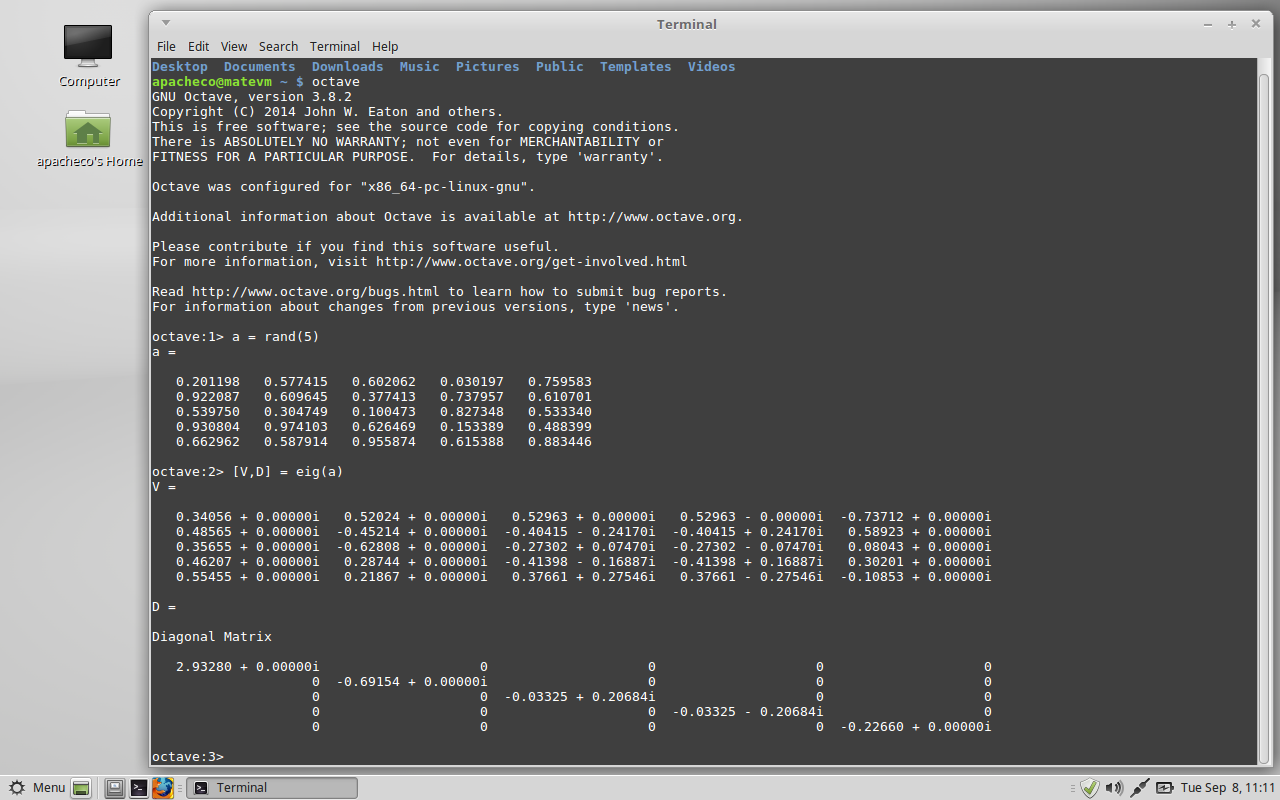 Terminal
Computer
apacheco's Home
File Edit View Search Terminal Help
Desktop Documents Downloads Music Pictures Public Templates Videos
apacheco@matevm ~ $ octave
GNU Octave, version 3.8.2
Copyright (C) 2014 John W. Eaton and others.
This is free software; see the source code for copying conditions.
There is ABSOLUTELY NO WARRANTY; not even for MERCHANTABILITY or
FITNESS FOR A PARTICULAR PURPOSE.  For details, type 'warranty'.
Octave was configured for "x86_64-pc-linux-gnu".
Additional information about Octave is available at http://www.octave.org.
Please contribute if you find this software useful.
For more information, visit http://www.octave.org/get-involved.html
Read http://www.octave.org/bugs.html to learn how to submit bug reports.
For information about changes from previous versions, type 'news'.
octave:1> a = rand(5)
a =
0.201198   0.577415   0.602062   0.030197   0.759583
0.922087   0.609645   0.377413   0.737957   0.610701
0.539750   0.304749   0.100473   0.827348   0.533340
0.930804   0.974103   0.626469   0.153389   0.488399
0.662962   0.587914   0.955874   0.615388   0.883446
octave:2> [V,D] = eig(a)
V =
0.34056 + 0.00000i   0.52024 + 0.00000i   0.52963 + 0.00000i   0.52963 - 0.00000i  -0.73712 + 0.00000i
0.48565 + 0.00000i  -0.45214 + 0.00000i  -0.40415 - 0.24170i  -0.40415 + 0.24170i   0.58923 + 0.00000i
0.35655 + 0.00000i  -0.62808 + 0.00000i  -0.27302 + 0.07470i  -0.27302 - 0.07470i   0.08043 + 0.00000i
0.46207 + 0.00000i   0.28744 + 0.00000i  -0.41398 - 0.16887i  -0.41398 + 0.16887i   0.30201 + 0.00000i
0.55455 + 0.00000i   0.21867 + 0.00000i   0.37661 + 0.27546i   0.37661 - 0.27546i  -0.10853 + 0.00000i
D =
Diagonal Matrix
2.93280 + 0.00000i                    0                    0                    0                    0
0  -0.69154 + 0.00000i                    0                    0                    0
0                    0  -0.03325 + 0.20684i                    0                    0
0                    0                    0  -0.03325 - 0.20684i                    0
0                    0                    0                    0  -0.22660 + 0.00000i
octave:3>
Menu Terminal Tue Sep 8, 11:11